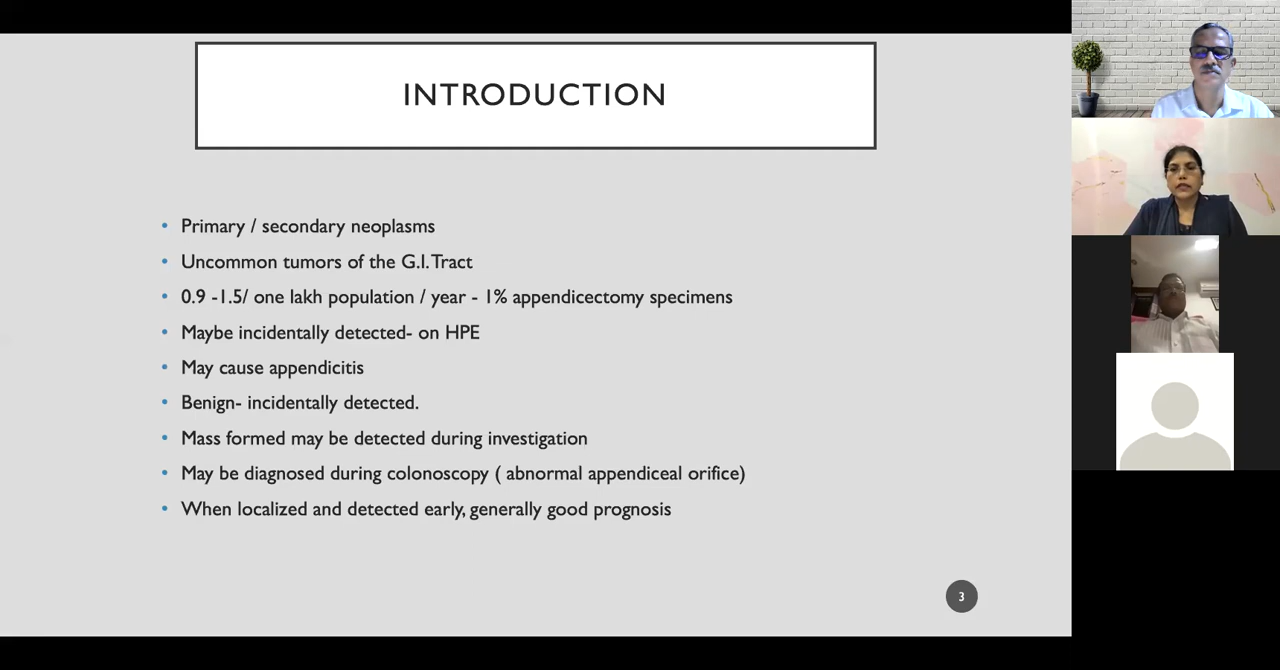 INTRODUCTION
• Primary / secondary neoplasms
• Uncommon tumors of the G.I. Tract
• 0.9 -1.5/ one lakh population / year - 1% appendicectomy specimens
• Maybe incidentally detected- on HPE
• May cause appendicitis
• Benign- incidentally detected.
• Mass formed may be detected during investigation
• May be diagnosed during colonoscopy ( abnormal appendiceal orifice)
• When localized and detected early, generally good prognosis
3